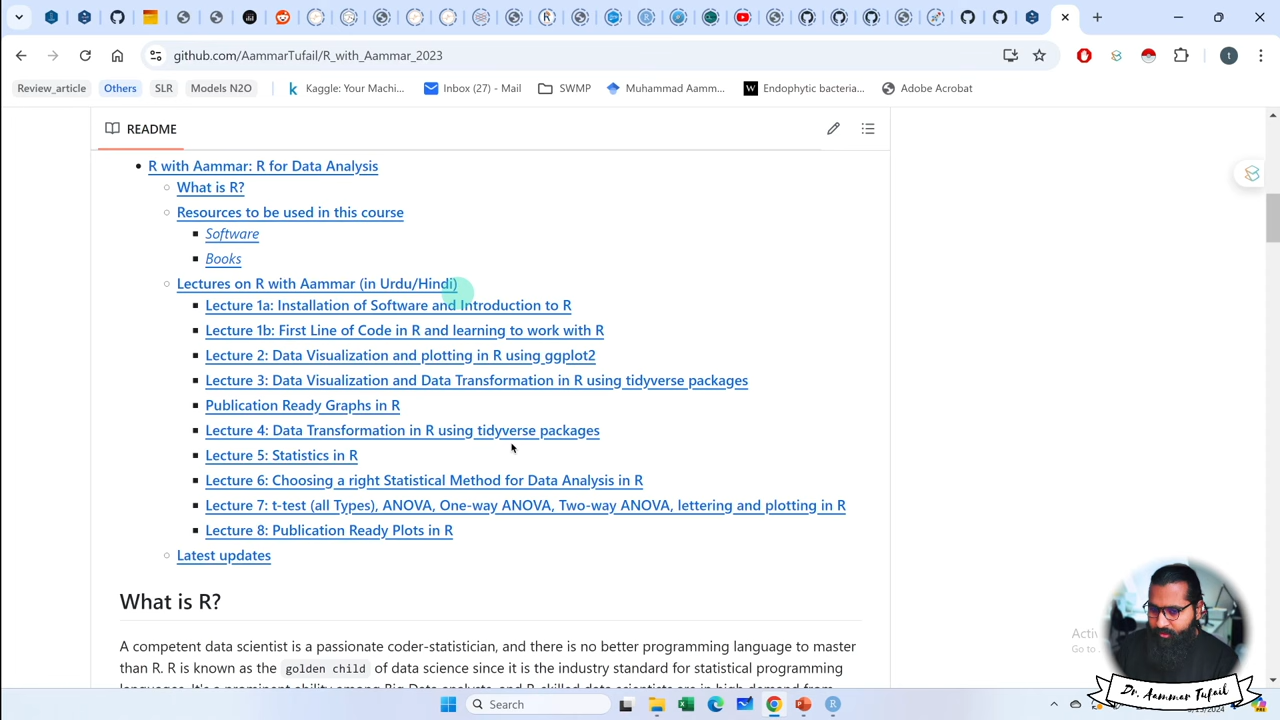 github.com/AammarTufail/R_with_Aammar_2023
Review_article Others SLR Models N2O Kaggle: Your Machi... Inbox (27) - Mail SWMP Muhammad Aamm... Endophytic bacteria... Adobe Acrobat
README
R with Aammar: R for Data Analysis
What is R?
Resources to be used in this course
Software
Books
Lectures on R with Aammar (in Urdu/Hindi)
Lecture 1a: Installation of Software and Introduction to R
Lecture 1b: First Line of Code in R and learning to work with R
Lecture 2: Data Visualization and plotting in R using ggplot2
Lecture 3: Data Visualization and Data Transformation in R using tidyverse packages
Publication Ready Graphs in R
Lecture 4: Data Transformation in R using tidyverse packages
Lecture 5: Statistics in R
Lecture 6: Choosing a right Statistical Method for Data Analysis in R
Lecture 7: t-test (all Types), ANOVA, One-way ANOVA, Two-way ANOVA, lettering and plotting in R
Lecture 8: Publication Ready Plots in R
Latest updates
What is R?
A competent data scientist is a passionate coder-statistician, and there is no better programming language to master
than R. R is known as the golden child of data science since it is the industry standard for statistical programming
Go to
Dr. Aammar Tufail
Search